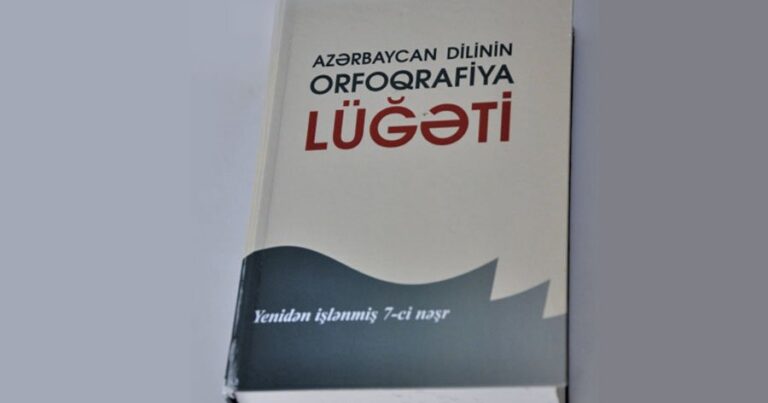 AZƏRBAYCAN DİLİNİN
ORFOQRAFİYA
LÜĞƏTİ
Yenidən işlənmiş 7-ci nəşr